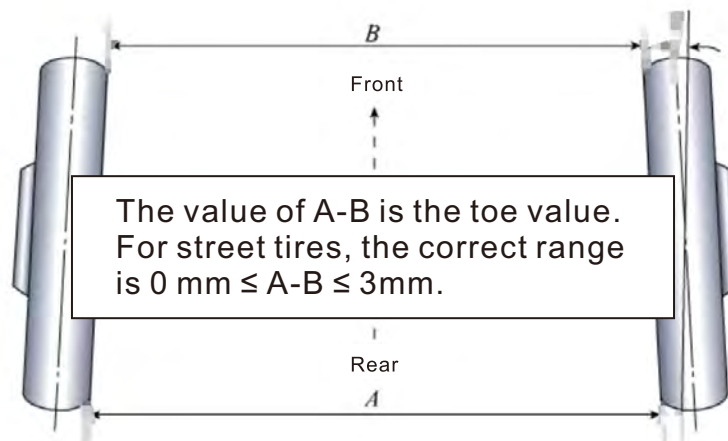 B
Front
The value of A-B is the toe value.
For street tires, the correct range
is 0 mm ≤ A-B ≤ 3mm.
Rear
A